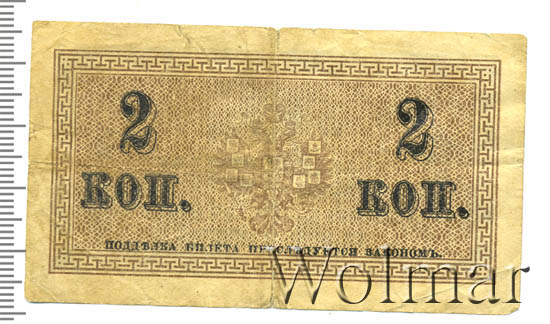 2 2
КОП. КОП.
ПОДДѢЛКА БИЛЕТА ПРЕСЛѢДУЕТСЯ ЗАКОНОМЪ.
Wolmar